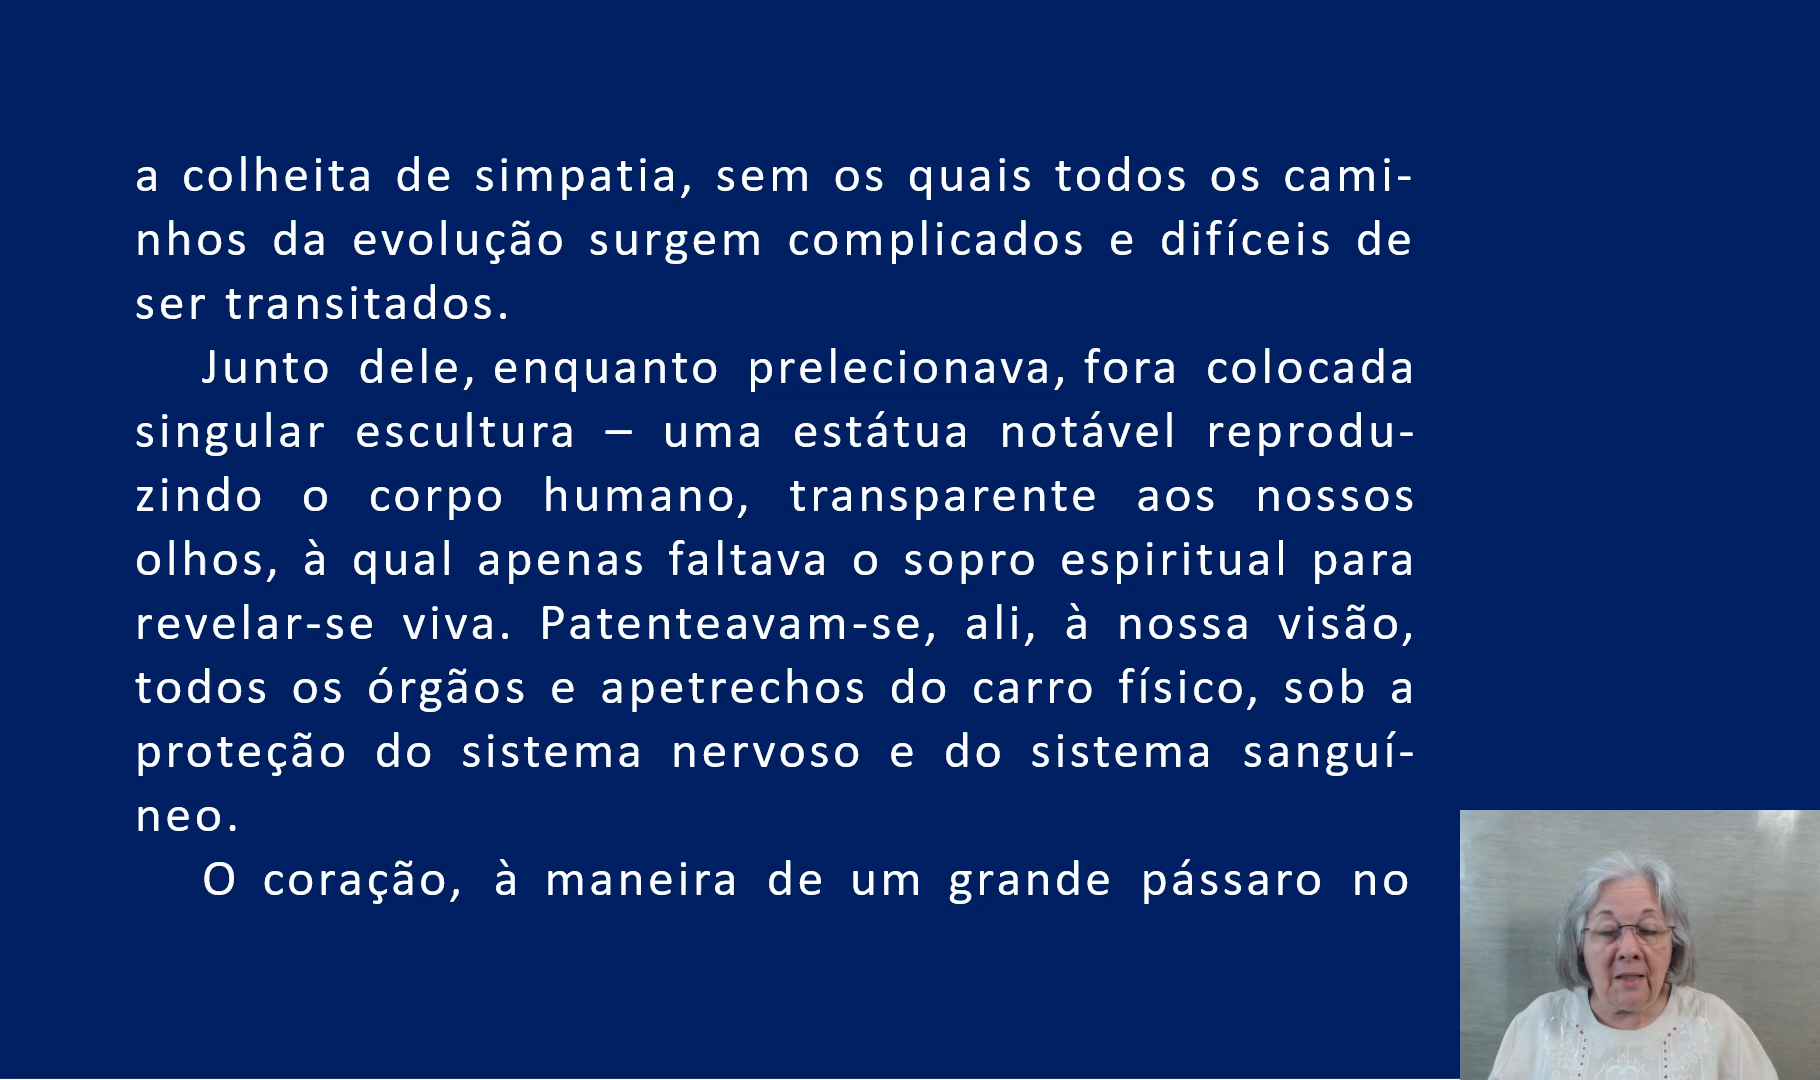 a colheita de simpatia, sem os quais todos os cami-
nhos da evolução surgem complicados e difíceis de
ser transitados.
Junto dele, enquanto prelecionava, fora colocada
singular escultura – uma estátua notável reprodu-
zindo o corpo humano, transparente aos nossos
olhos, à qual apenas faltava o sopro espiritual para
revelar-se viva. Patenteavam-se, ali, à nossa visão,
todos os órgãos e apetrechos do carro físico, sob a
proteção do sistema nervoso e do sistema sanguí-
neo.
O coração, à maneira de um grande pássaro no